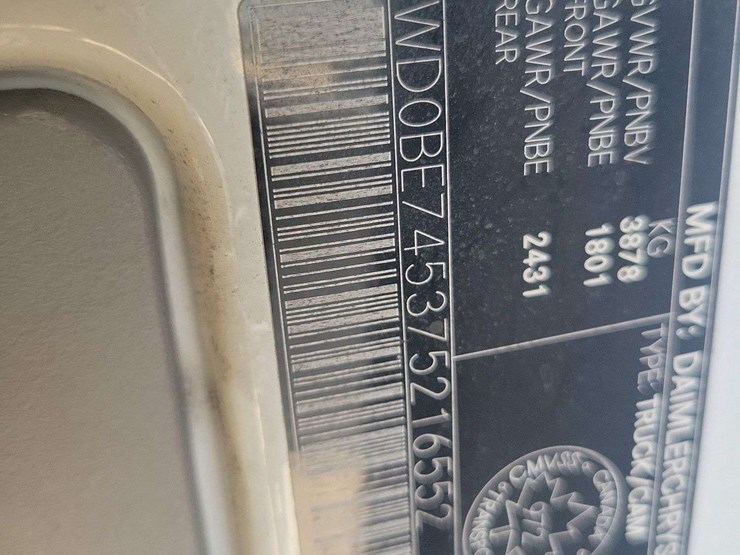 MFD BY: DAIMLERCHRYS
KG TYPE: TRUCK/CAM
GVWR/PNBV 3878
GAWR/PNBE 1801
FRONT
GAWR/PNBE 2431
REAR
WD0BE745375216552
CMVSS